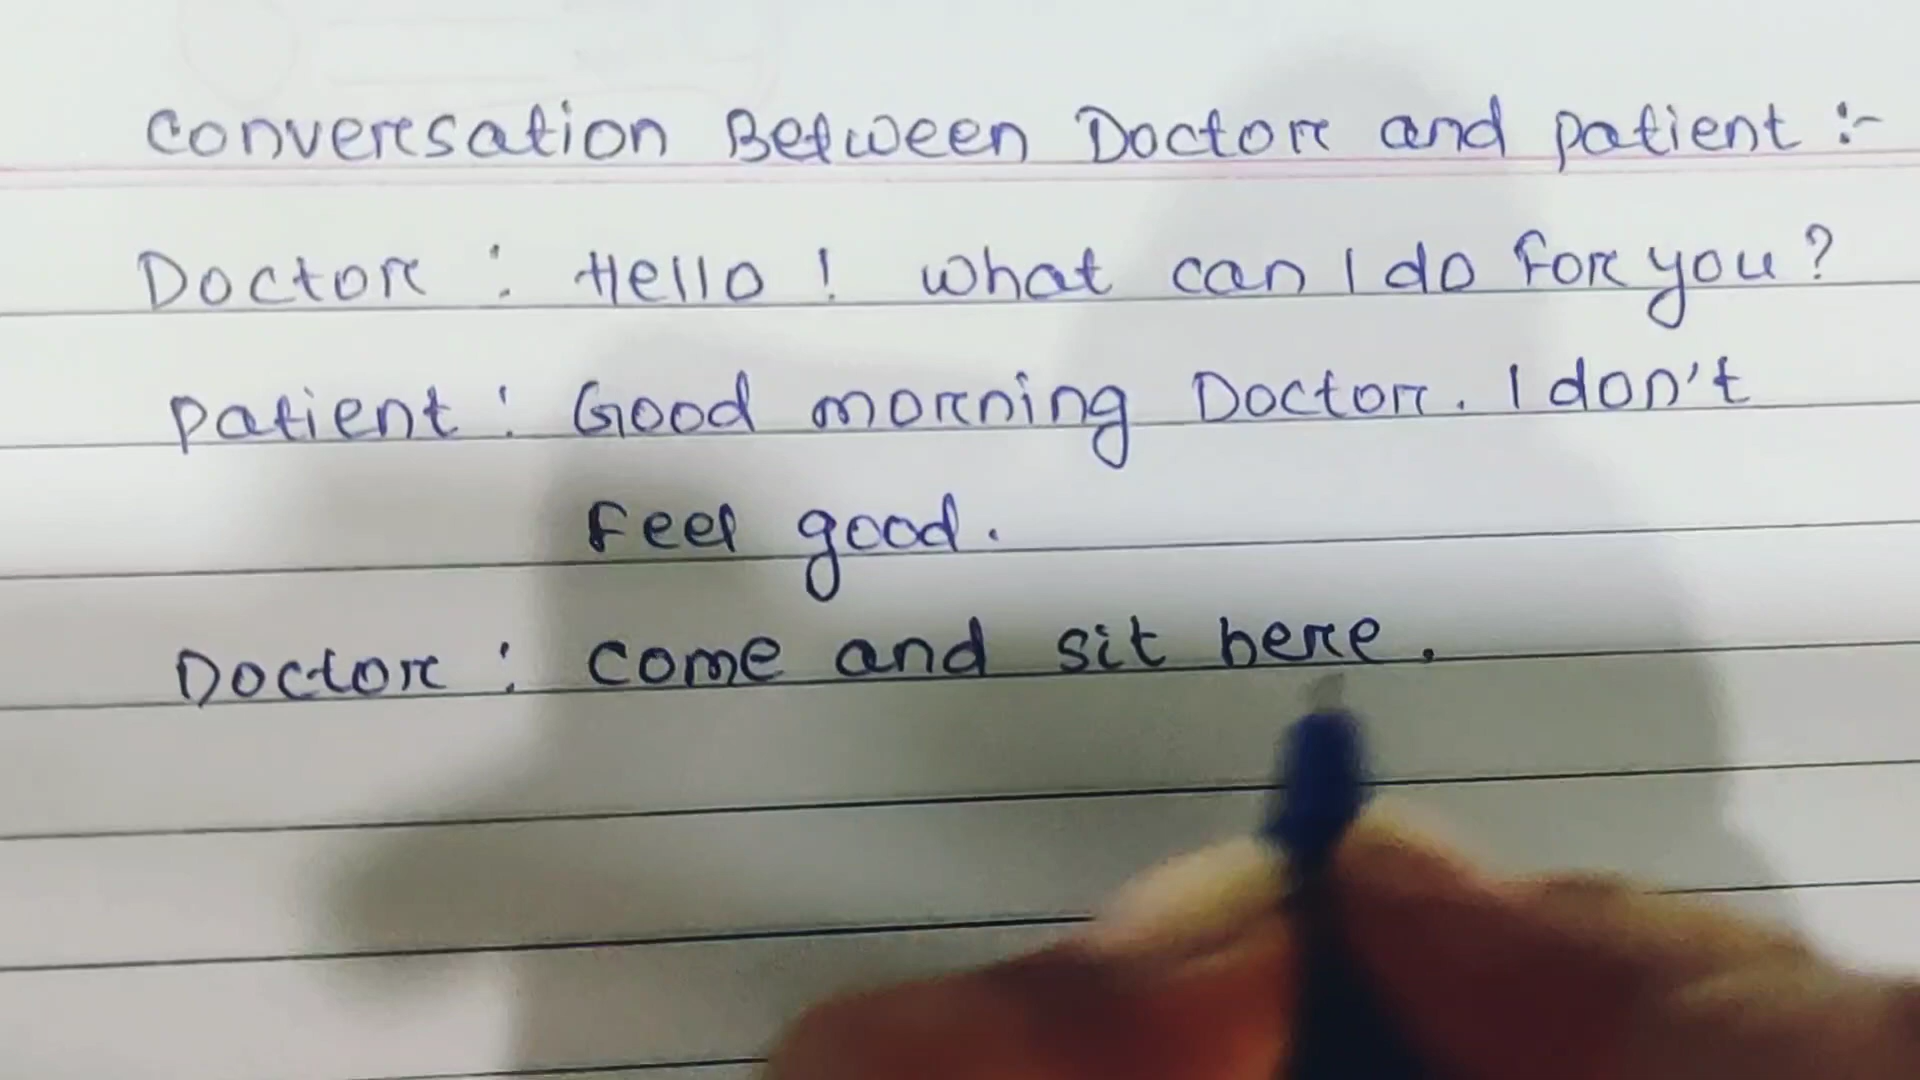 Conversation Between Doctor and patient :-
Doctor : Hello ! What can I do for you ?
patient : Good morning Doctor. I don't
feel good.
Doctor : come and sit here.